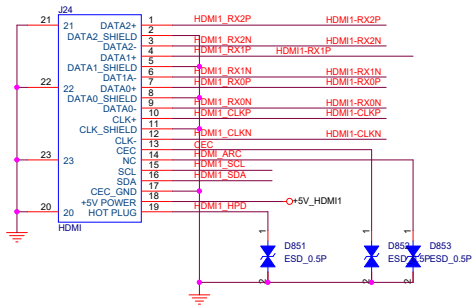 J24
21 21 DATA2+ 1 HDMI1_RX2P HDMI1-RX2P
DATA2_SHIELD 2
DATA2- 3 HDMI1_RX2N HDMI1-RX2N
DATA1+ 4 HDMI1_RX1P HDMI1-RX1P
DATA1_SHIELD 5
DAT1A- 6 HDMI1_RX1N HDMI1-RX1N
22 22 DATA0+ 7 HDMI1_RX0P HDMI1-RX0P
DATA0_SHIELD 8
DATA0- 9 HDMI1_RX0N HDMI1-RX0N
CLK+ 10 HDMI1_CLKP HDMI1-CLKP
CLK_SHIELD 11
CLK- 12 HDMI1_CLKN HDMI1-CLKN
CEC 13 CEC
23 23 NC 14 HDMI_ARC
SCL 15 HDMI1_SCL
SDA 16 HDMI1_SDA
CEC_GND 17
+5V POWER 18 +5V_HDMI1
20 20 HOT PLUG 19 HDMI1_HPD
HDMI
1 1 1
D851 D852 D853
ESD_0.5P ESD_0.5P ESD_0.5P
2 2 2